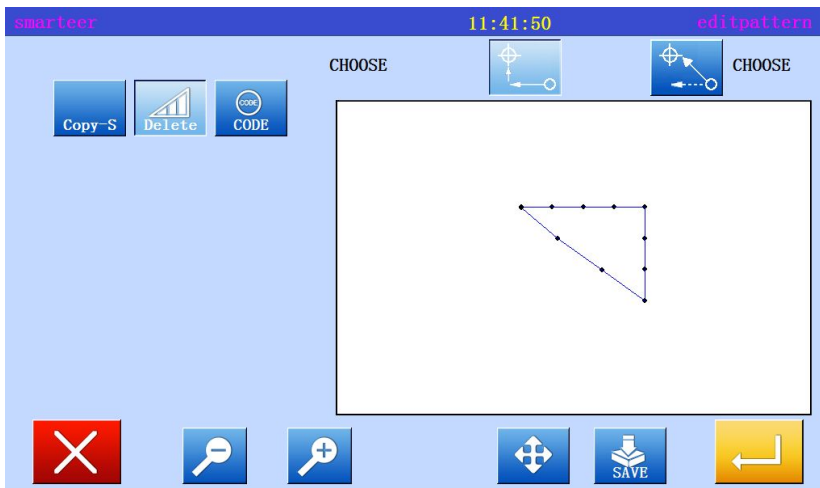 smarteer 11:41:50 editpattern
CHOOSE CHOOSE
Copy-S Delete CODE CODE
SAVE